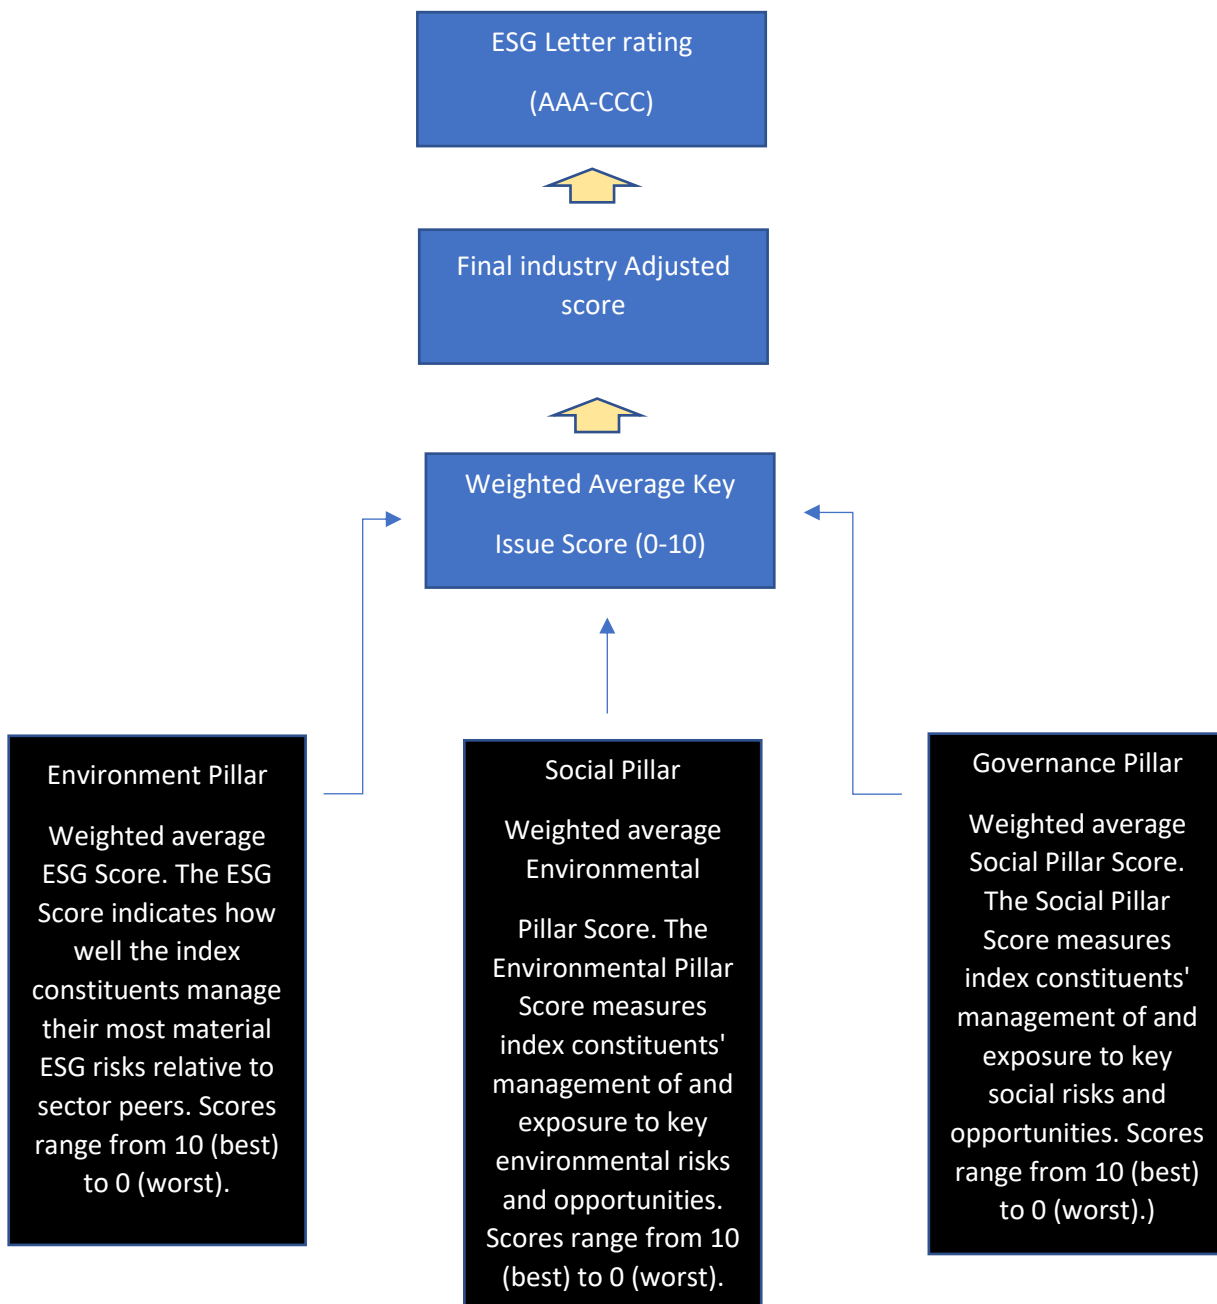 ESG Letter rating
(AAA-CCC)
Final industry Adjusted
score
Weighted Average Key
Issue Score (0-10)
Environment Pillar
Weighted average
ESG Score. The ESG
Score indicates how
well the index
constituents manage
their most material
ESG risks relative to
sector peers. Scores
range from 10 (best)
to 0 (worst).
Social Pillar
Weighted average
Environmental
Pillar Score. The
Environmental Pillar
Score measures
index constituents'
management of and
exposure to key
environmental risks
and opportunities.
Scores range from 10
(best) to 0 (worst).
Governance Pillar
Weighted average
Social Pillar Score.
The Social Pillar
Score measures
index constituents'
management of and
exposure to key
social risks and
opportunities. Scores
range from 10 (best)
to 0 (worst).)